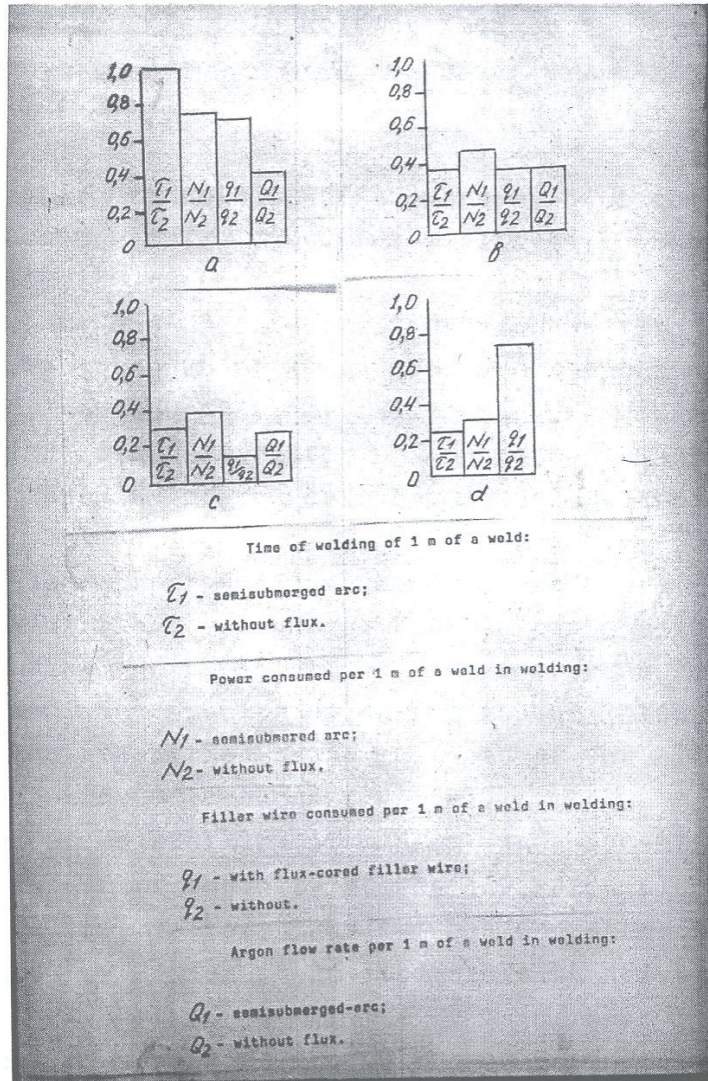 1,0
0,8
0,6
0,4
0,2
0
τ1/τ2 N1/N2 q1/q2 Q1/Q2
a
1,0
0,8
0,6
0,4
0,2
0
τ1/τ2 N1/N2 q1/q2 Q1/Q2
b
1,0
0,8
0,6
0,4
0,2
0
τ1/τ2 N1/N2 q1/q2 Q1/Q2
c
1,0
0,8
0,6
0,4
0,2
0
τ1/τ2 N1/N2 q1/q2
d
Time of welding of 1 m of a weld:
τ1 - semisubmerged arc;
τ2 - without flux.
Power consumed per 1 m of a weld in welding:
N1 - semisubmered arc;
N2 - without flux.
Filler wire consumed per 1 m of a weld in welding:
q1 - with flux-cored filler wire;
q2 - without.
Argon flow rate per 1 m of a weld in welding:
Q1 - semisubmerged-arc;
Q2 - without flux.